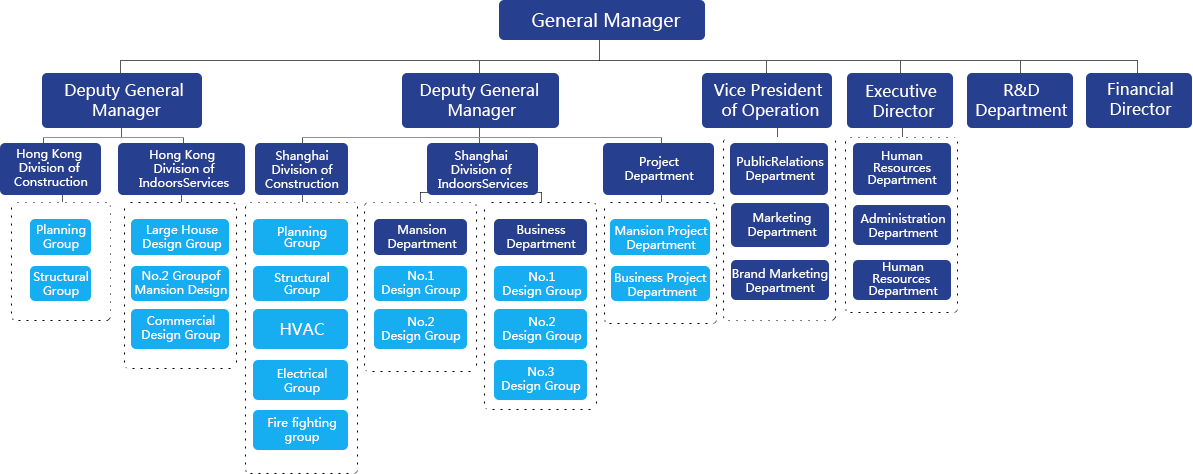 General Manager
Deputy General
Manager
Deputy General
Manager
Vice President
of Operation
Executive
Director
R&D
Department
Financial
Director
Hong Kong
Division of
Construction
Hong Kong
Division of
IndoorsServices
Shanghai
Division of
Construction
Shanghai
Division of
IndoorsServices
Project
Department
PublicRelations
Department
Human
Resources
Department
Planning
Group
Structural
Group
Large House
Design Group
No.2 Groupof
Mansion Design
Commercial
Design Group
Planning
Group
Structural
Group
HVAC
Electrical
Group
Fire fighting
group
Mansion
Department
No.1
Design Group
No.2
Design Group
Business
Department
No.1
Design Group
No.2
Design Group
No.3
Design Group
Mansion Project
Department
Business Project
Department
Marketing
Department
Brand Marketing
Department
Administration
Department
Human
Resources
Department